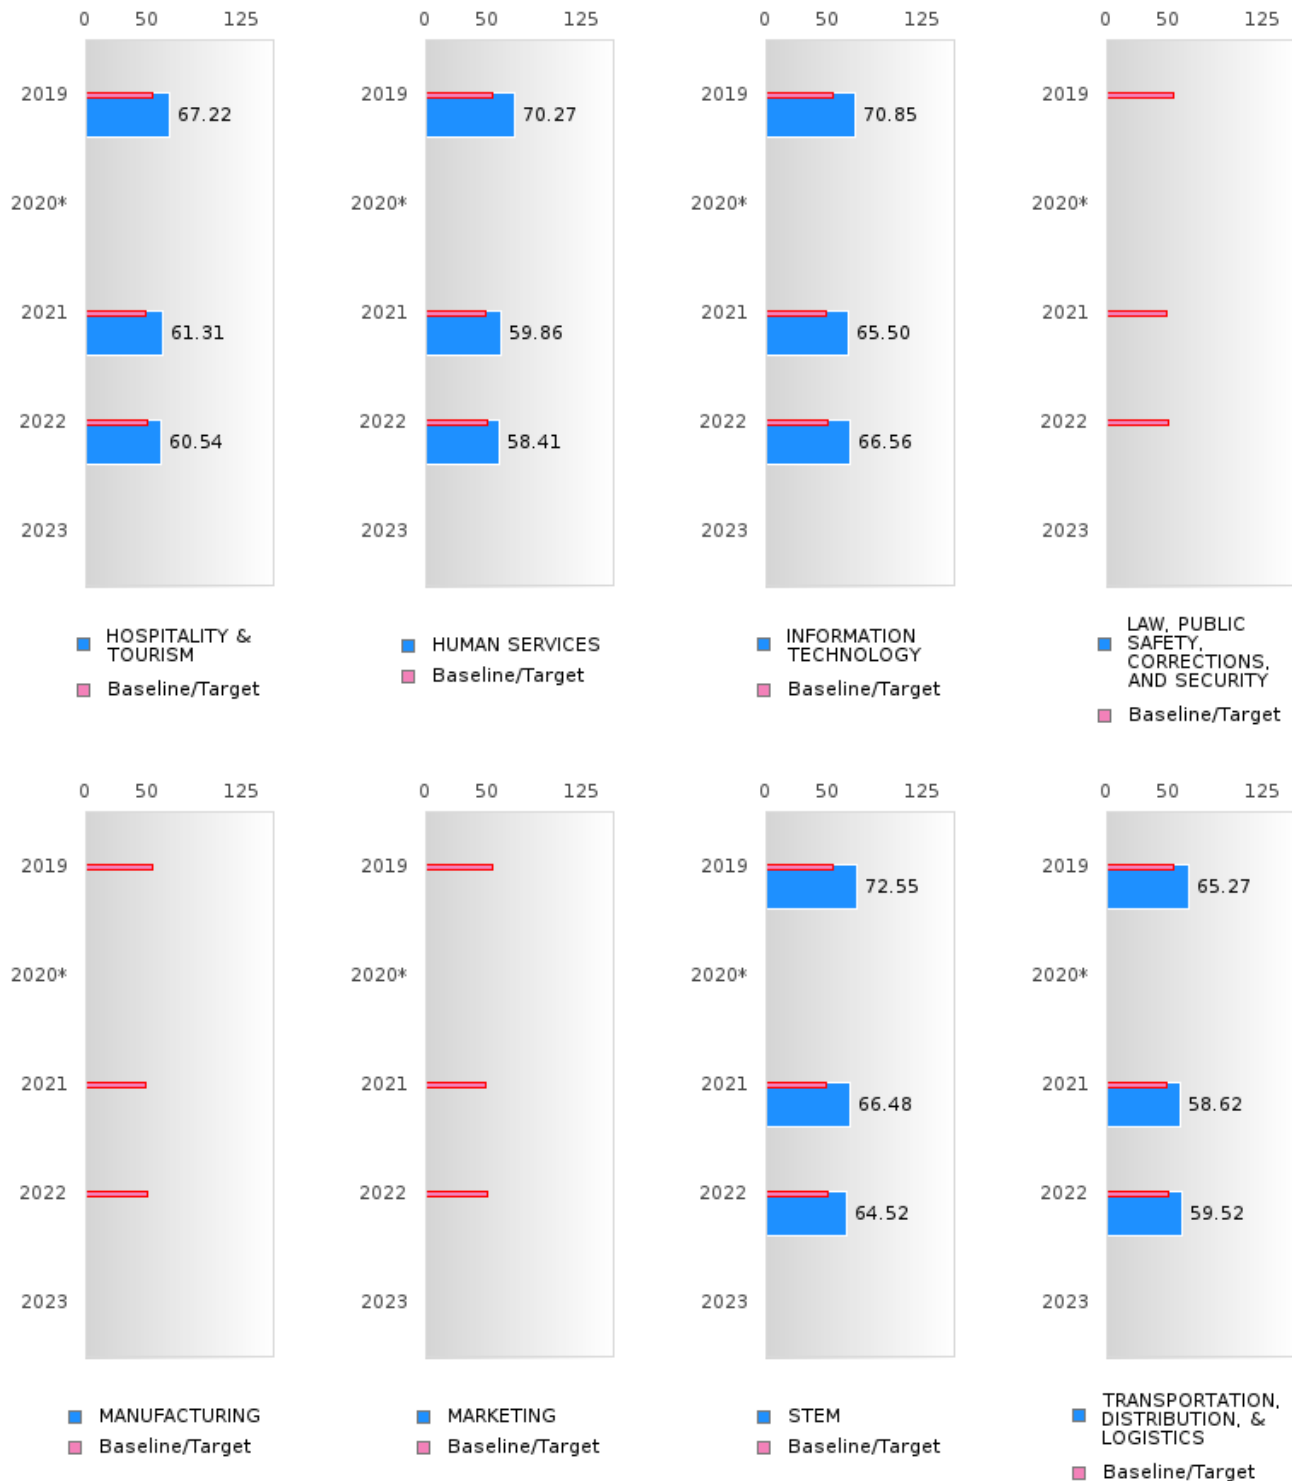 0 50 125
2019
67.22
2020*
2021
61.31
2022
60.54
2023
HOSPITALITY &
TOURISM
Baseline/Target
0 50 125
2019
70.27
2020*
2021
59.86
2022
58.41
2023
HUMAN SERVICES
Baseline/Target
0 50 125
2019
70.85
2020*
2021
65.50
2022
66.56
2023
INFORMATION
TECHNOLOGY
Baseline/Target
0 50 125
2019
2020*
2021
2022
2023
LAW, PUBLIC
SAFETY,
CORRECTIONS,
AND SECURITY
Baseline/Target
0 50 125
2019
2020*
2021
2022
2023
MANUFACTURING
Baseline/Target
0 50 125
2019
2020*
2021
2022
2023
MARKETING
Baseline/Target
0 50 125
2019
72.55
2020*
2021
66.48
2022
64.52
2023
STEM
Baseline/Target
0 50 125
2019
65.27
2020*
2021
58.62
2022
59.52
2023
TRANSPORTATION,
DISTRIBUTION, &
LOGISTICS
Baseline/Target